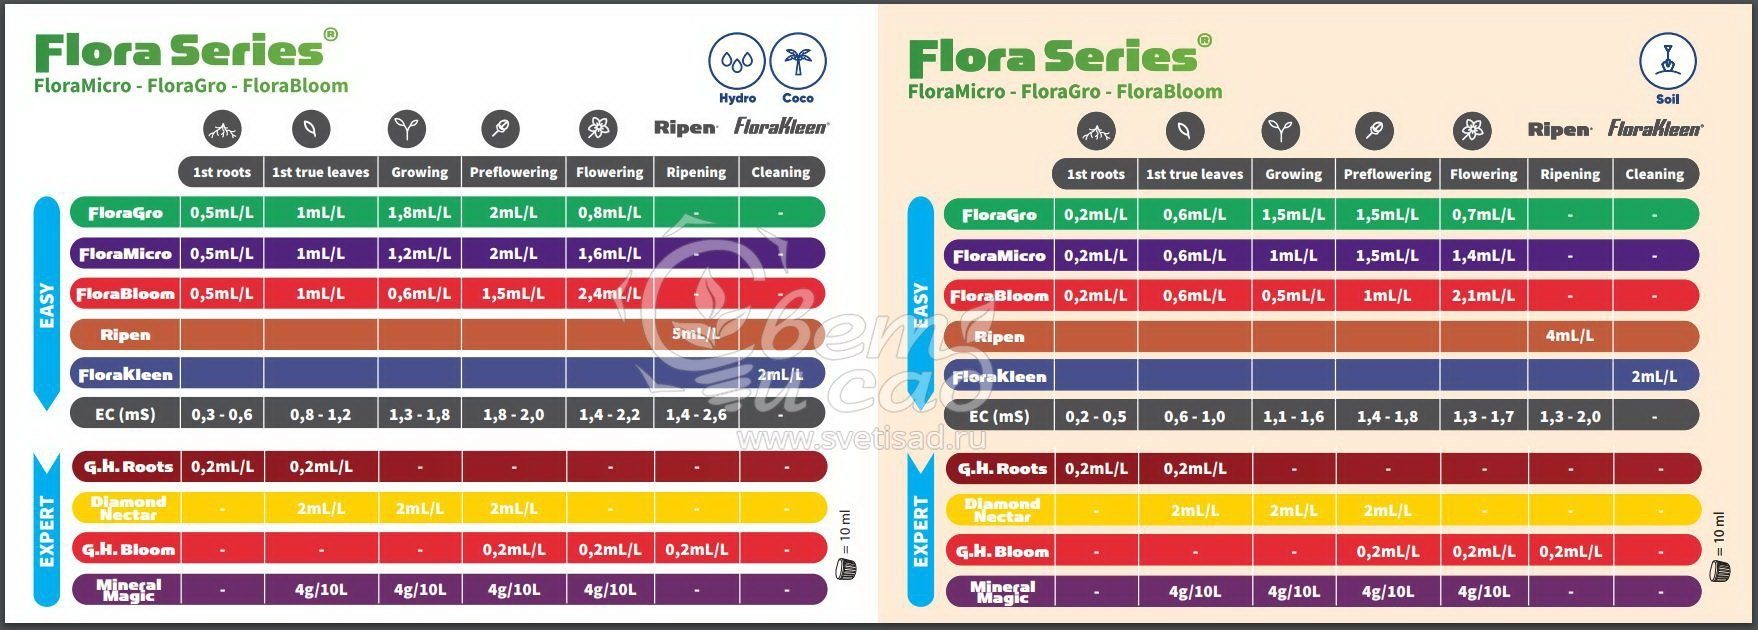 Flora Series®
FloraMicro - FloraGro - FloraBloom
Hydro Coco
Ripen® FloraKleen®
1st roots 1st true leaves Growing Preflowering Flowering Ripening Cleaning
EASY
FloraGro 0,5mL/L 1mL/L 1,8mL/L 2mL/L 0,8mL/L - -
FloraMicro 0,5mL/L 1mL/L 1,2mL/L 2mL/L 1,6mL/L - -
FloraBloom 0,5mL/L 1mL/L 0,6mL/L 1,5mL/L 2,4mL/L - -
Ripen 5mL/L
FloraKleen 2mL/L
EC (mS) 0,3 - 0,6 0,8 - 1,2 1,3 - 1,8 1,8 - 2,0 1,4 - 2,2 1,4 - 2,6 -
EXPERT
G.H. Roots 0,2mL/L 0,2mL/L - - - - -
Diamond
Nectar - 2mL/L 2mL/L 2mL/L - - -
G.H. Bloom - - - 0,2mL/L 0,2mL/L 0,2mL/L -
Mineral
Magic - 4g/10L 4g/10L 4g/10L 4g/10L - -
= 10 ml
Flora Series®
FloraMicro - FloraGro - FloraBloom
Soil
Ripen® FloraKleen®
1st roots 1st true leaves Growing Preflowering Flowering Ripening Cleaning
EASY
FloraGro 0,2mL/L 0,6mL/L 1,5mL/L 1,5mL/L 0,7mL/L - -
FloraMicro 0,2mL/L 0,6mL/L 1mL/L 1,5mL/L 1,4mL/L - -
FloraBloom 0,2mL/L 0,6mL/L 0,5mL/L 1mL/L 2,1mL/L - -
Ripen 4mL/L
FloraKleen 2mL/L
EC (mS) 0,2 - 0,5 0,6 - 1,0 1,1 - 1,6 1,4 - 1,8 1,3 - 1,7 1,3 - 2,0 -
EXPERT
G.H. Roots 0,2mL/L 0,2mL/L - - - - -
Diamond
Nectar - 2mL/L 2mL/L 2mL/L - - -
G.H. Bloom - - - 0,2mL/L 0,2mL/L 0,2mL/L -
Mineral
Magic - 4g/10L 4g/10L 4g/10L 4g/10L - -
= 10 ml
Свет
и сад
www.svetisad.ru